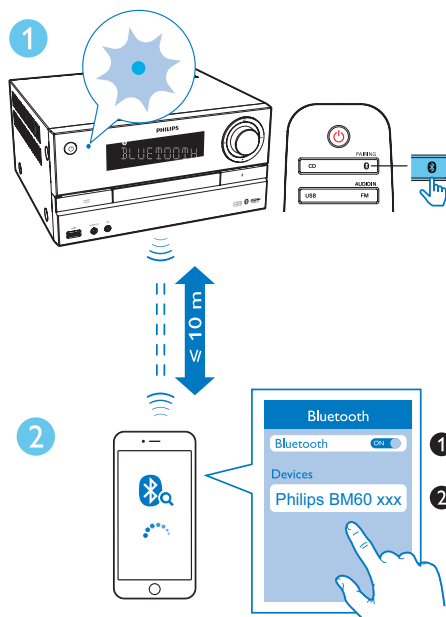 1
PHILIPS
BLUETOOTH
PAIRING
CD
AUDIO IN
USB FM
≤ 10 m
2
Bluetooth
Bluetooth ON 1
Devices
Philips BM60 xxx 2